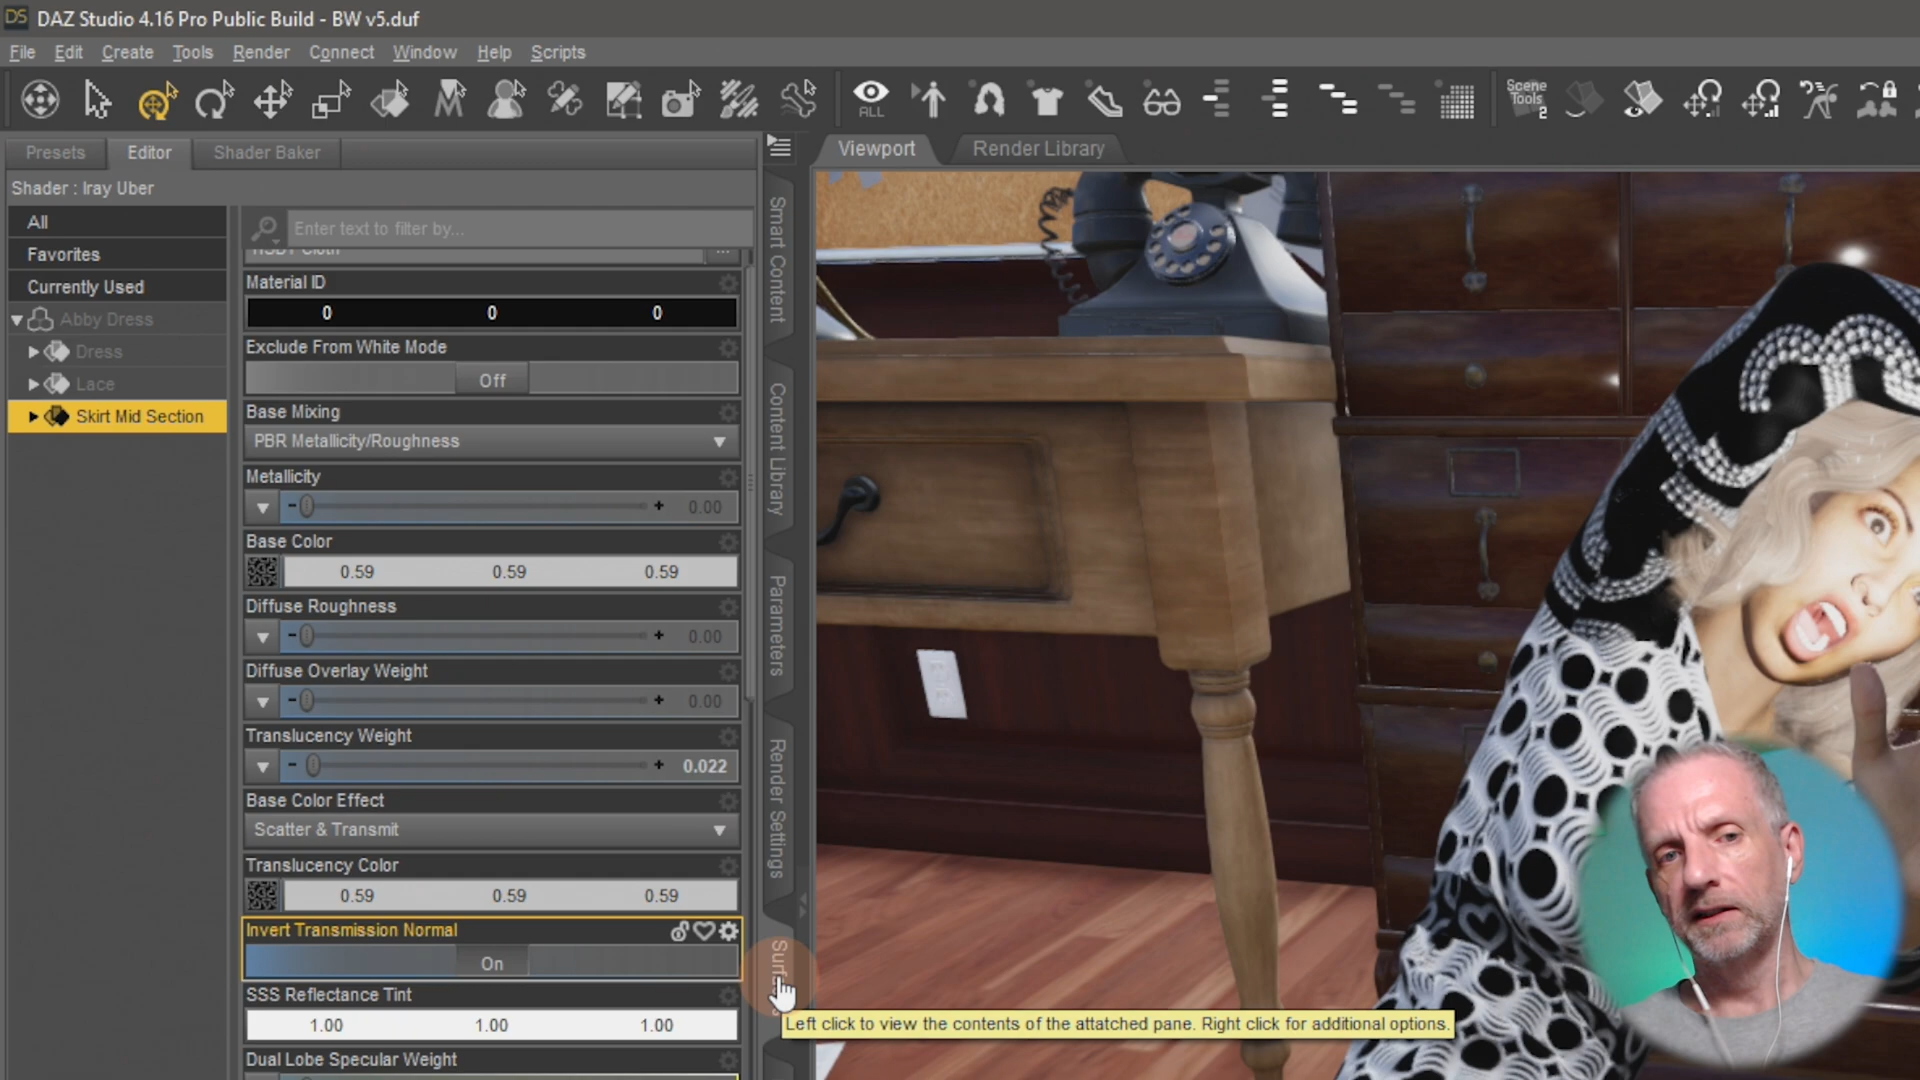 DS DAZ Studio 4.16 Pro Public Build - BW v5.duf
File Edit Create Tools Render Connect Window Help Scripts
ALL
Scene
Tools
2
Presets Editor Shader Baker
Viewport Render Library
Shader : Iray Uber
All
Favorites
Currently Used
Abby Dress
Dress
Lace
Skirt Mid Section
Enter text to filter by...
Material ID
0 0 0
Exclude From White Mode
Off
Base Mixing
PBR Metallicity/Roughness
Metallicity
- + 0.00
Base Color
0.59 0.59 0.59
Diffuse Roughness
- + 0.00
Diffuse Overlay Weight
- + 0.00
Translucency Weight
- + 0.022
Base Color Effect
Scatter & Transmit
Translucency Color
0.59 0.59 0.59
Invert Transmission Normal
On
SSS Reflectance Tint
1.00 1.00 1.00
Dual Lobe Specular Weight
Smart Content
Content Library
Parameters
Render Settings
Left click to view the contents of the attatched pane. Right click for additional options.